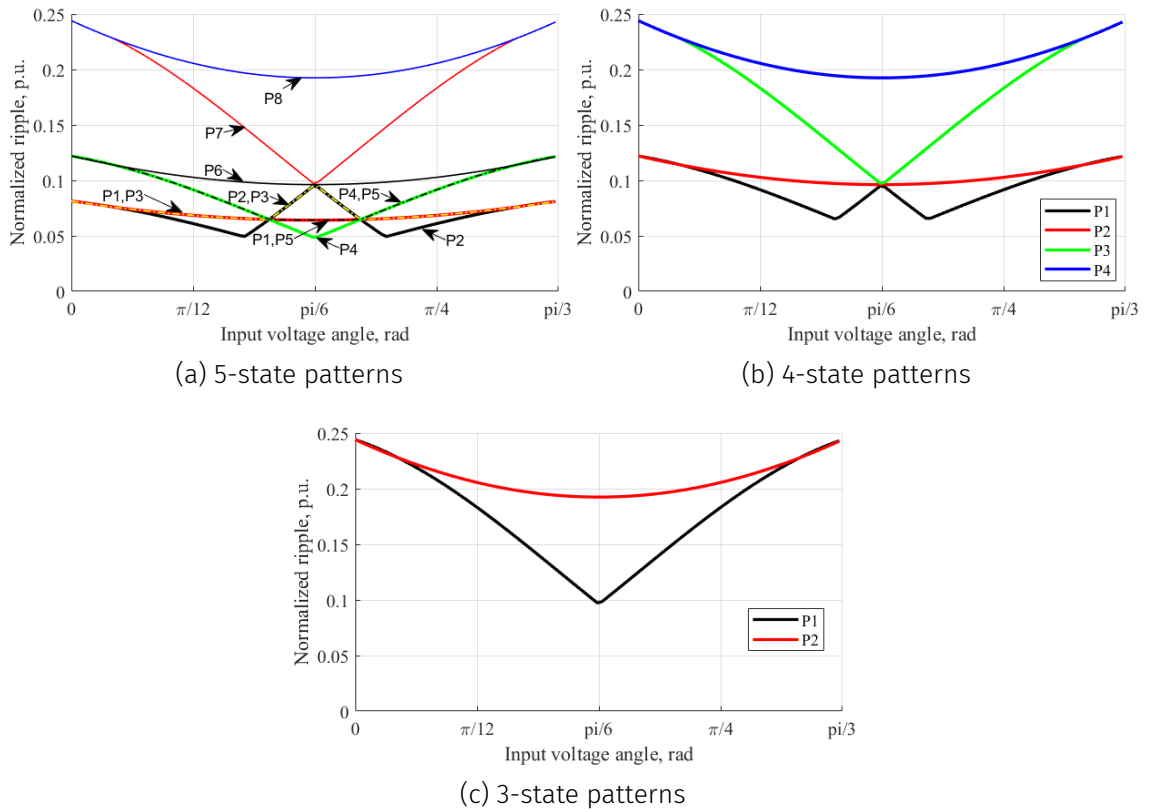 0.25
0.2
0.15
0.1
0.05
0
Normalized ripple, p.u.
P8
P7
P6
P1,P3
P2,P3
P4,P5
P1,P5
P4
P2
0 π/12 pi/6 π/4 pi/3
Input voltage angle, rad
(a) 5-state patterns
0.25
0.2
0.15
0.1
0.05
0
Normalized ripple, p.u.
P1
P2
P3
P4
0 π/12 pi/6 π/4 pi/3
Input voltage angle, rad
(b) 4-state patterns
0.25
0.2
0.15
0.1
0.05
0
Normalized ripple, p.u.
P1
P2
0 π/12 pi/6 π/4 pi/3
Input voltage angle, rad
(c) 3-state patterns